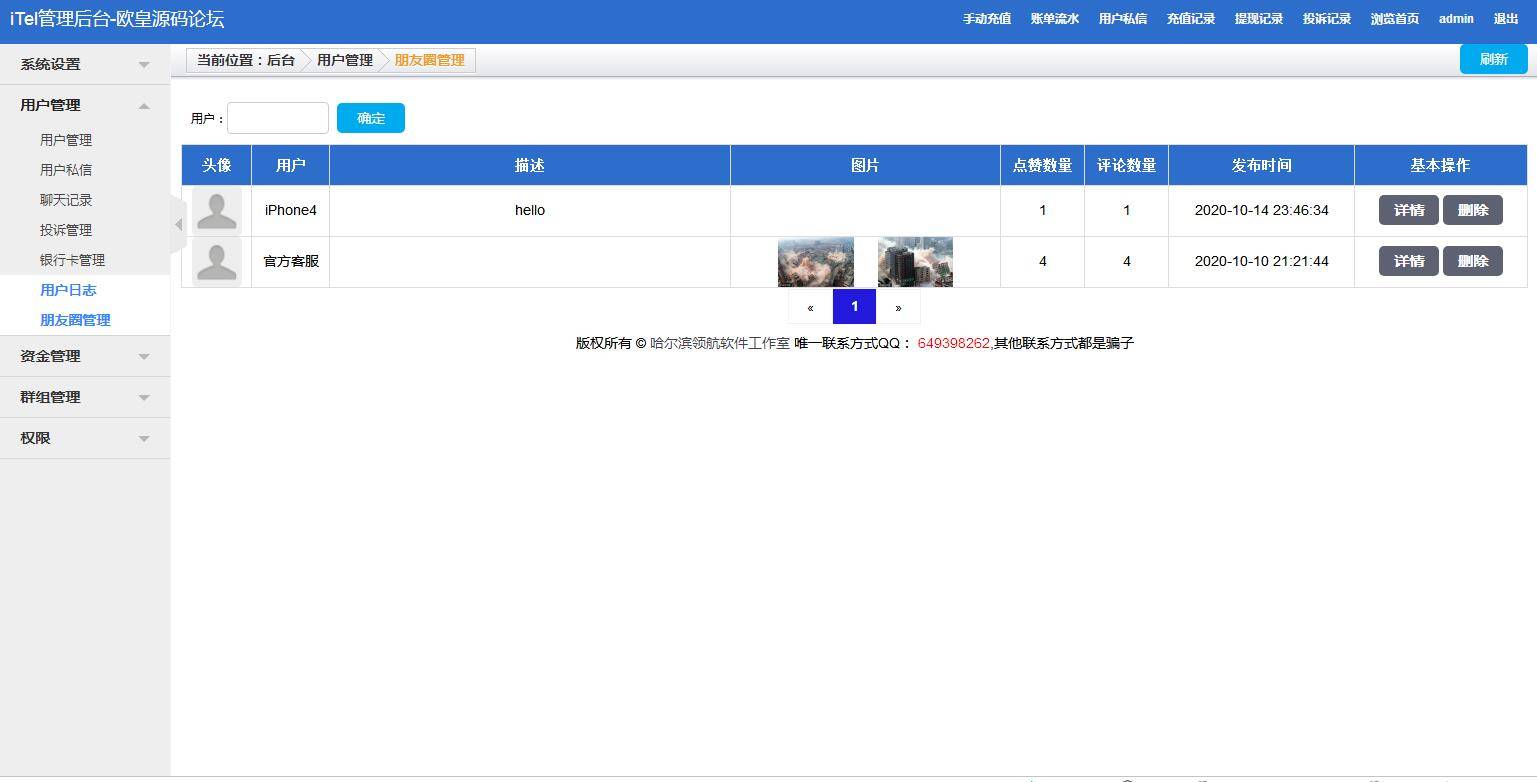 iTel管理后台-欧皇源码论坛
手动充值 账单流水 用户私信 充值记录 提现记录 投诉记录 浏览首页 admin 退出
系统设置
用户管理
用户管理
用户私信
聊天记录
投诉管理
银行卡管理
用户日志
朋友圈管理
资金管理
群组管理
权限
当前位置：后台 用户管理 朋友圈管理
刷新
用户： 确定
头像 用户 描述 图片 点赞数量 评论数量 发布时间 基本操作
iPhone4 hello 1 1 2020-10-14 23:46:34 详情 删除
官方客服 4 4 2020-10-10 21:21:44 详情 删除
« 1 »
版权所有 © 哈尔滨领航软件工作室 唯一联系方式QQ： 649398262,其他联系方式都是骗子